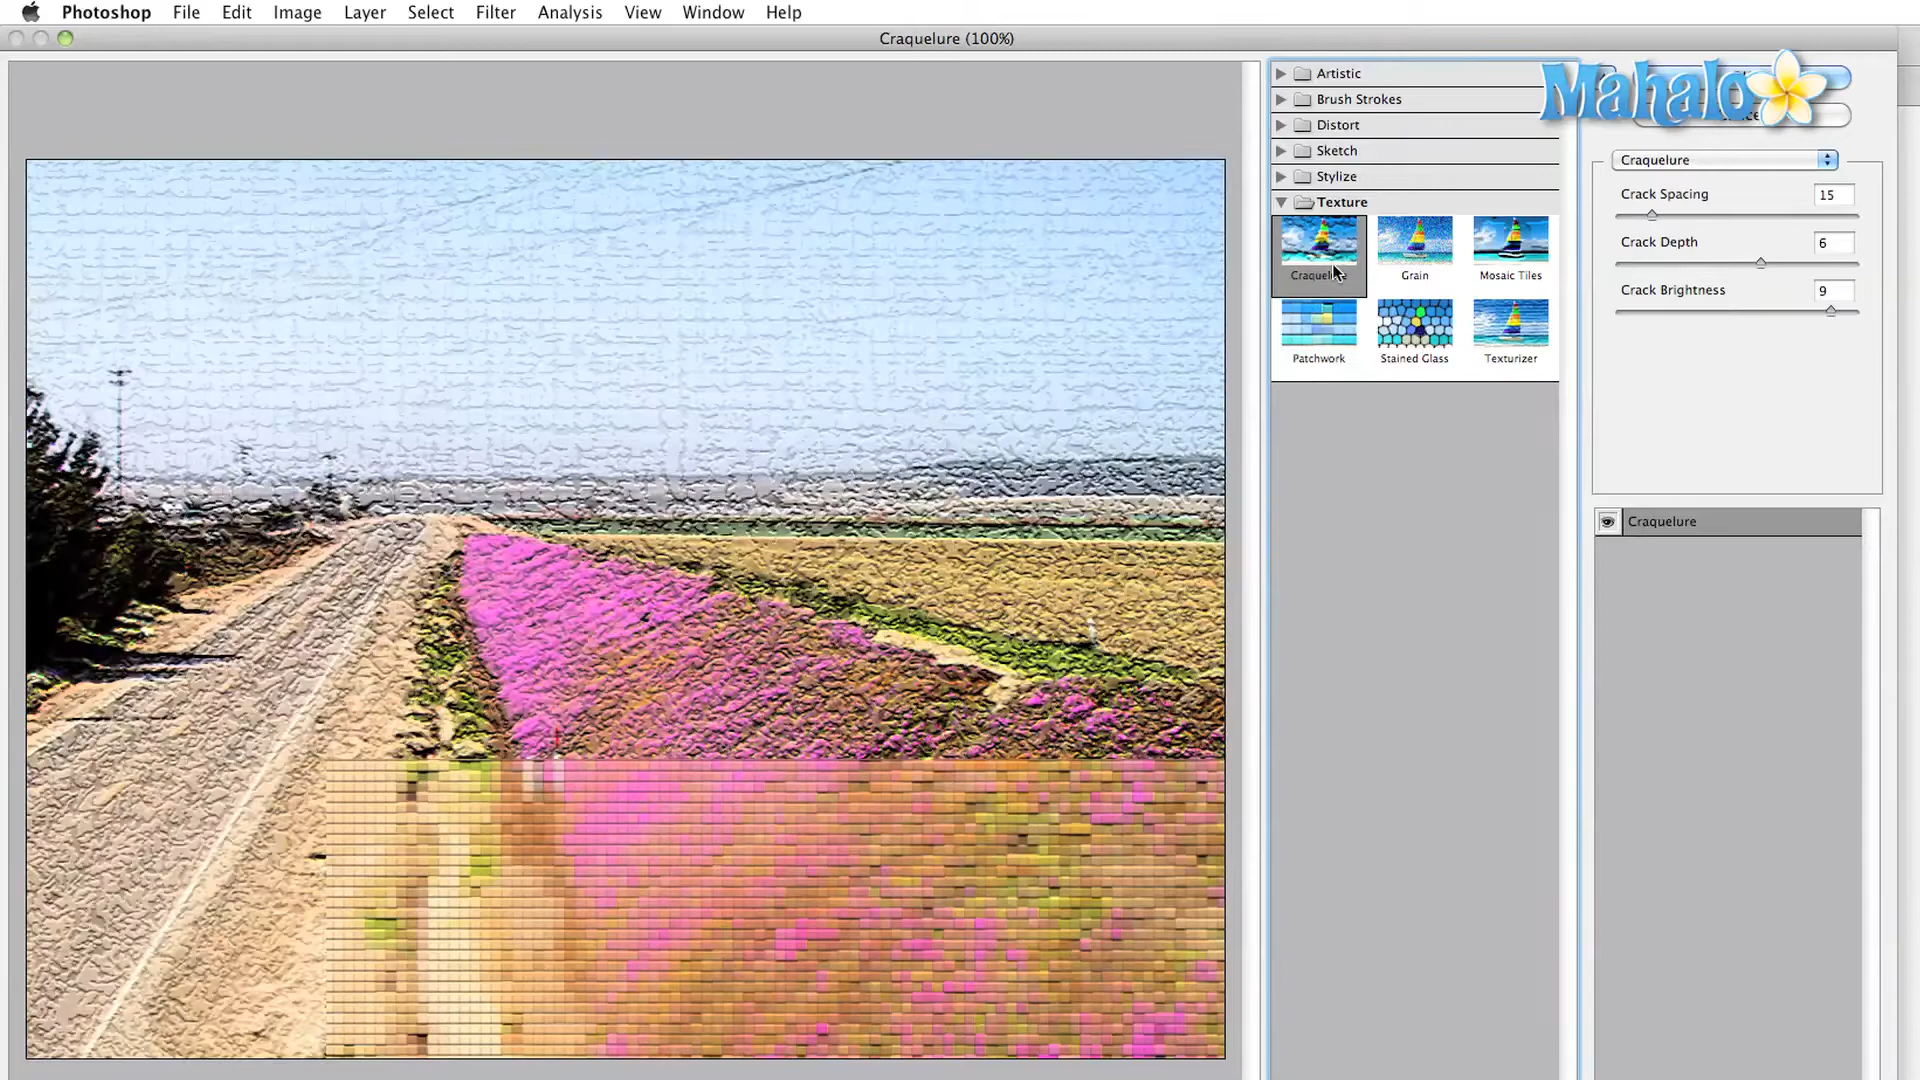 Photoshop File Edit Image Layer Select Filter Analysis View Window Help
Craquelure (100%)
Artistic
Brush Strokes
Distort
Sketch
Stylize
Texture
Craquelure
Grain
Mosaic Tiles
Patchwork
Stained Glass
Texturizer
Mahalo
Craquelure
Crack Spacing 15
Crack Depth 6
Crack Brightness 9
Craquelure